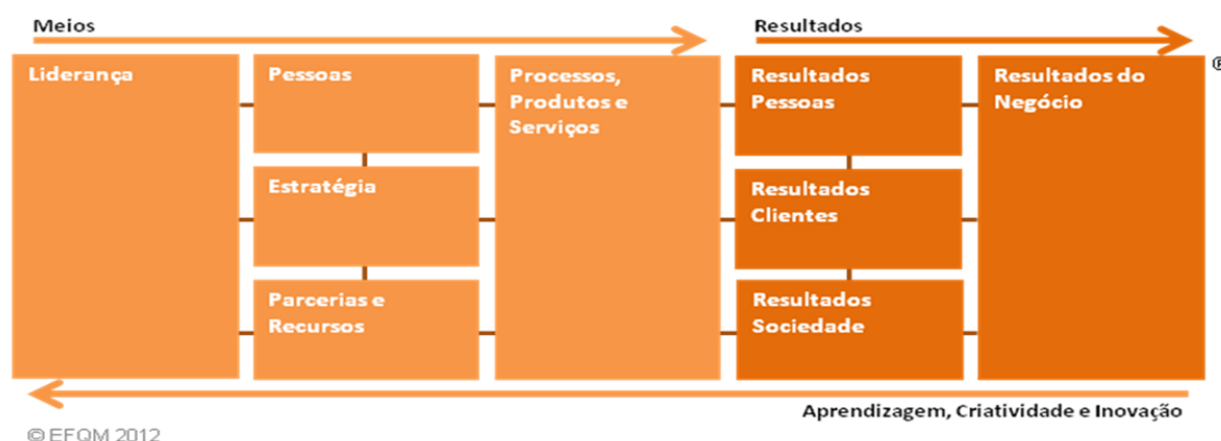 Meios
Resultados
Liderança
Pessoas
Processos,
Produtos e
Serviços
Resultados
Pessoas
Resultados do
Negócio
®
Estratégia
Resultados
Clientes
Parcerias e
Recursos
Resultados
Sociedade
Aprendizagem, Criatividade e Inovação
© EFQM 2012